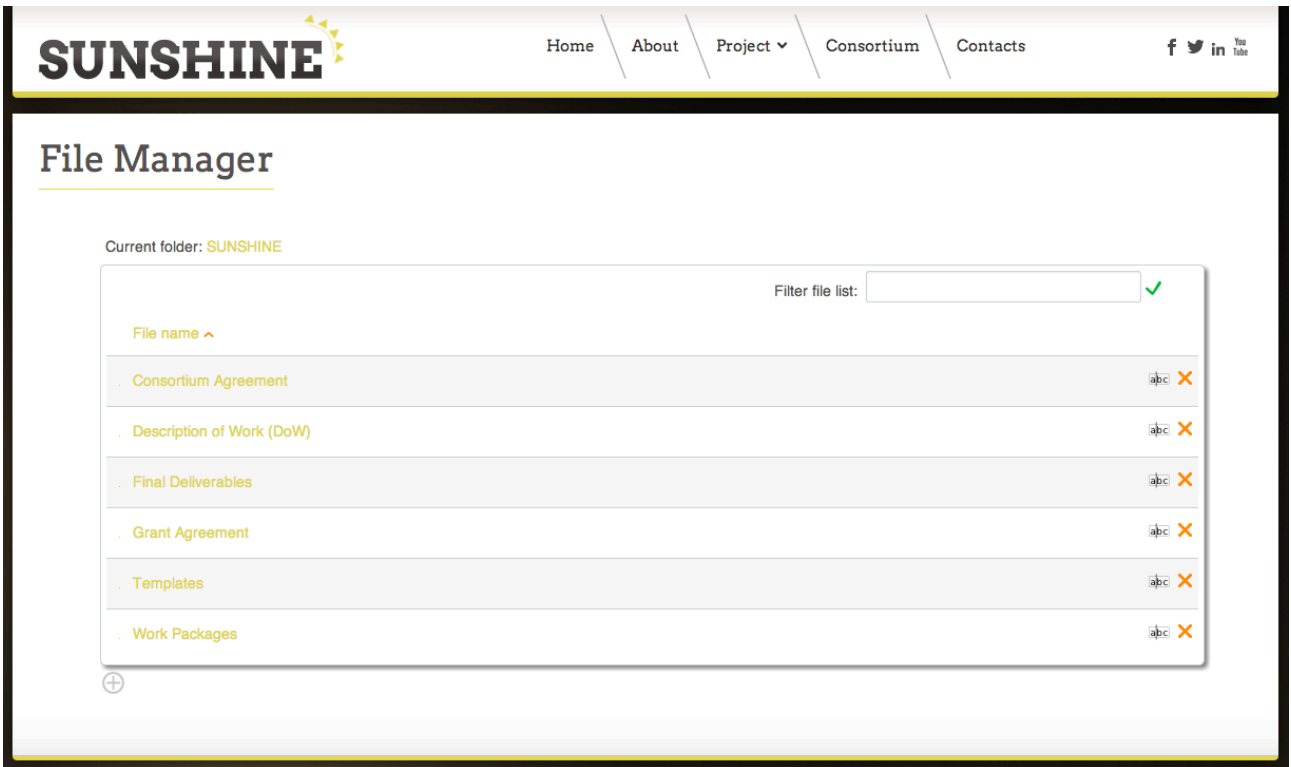 SUNSHINE
Home About Project Consortium Contacts
f in You Tube
File Manager
Current folder: SUNSHINE
Filter file list:
File name
Consortium Agreement abc
Description of Work (DoW) abc
Final Deliverables abc
Grant Agreement abc
Templates abc
Work Packages abc